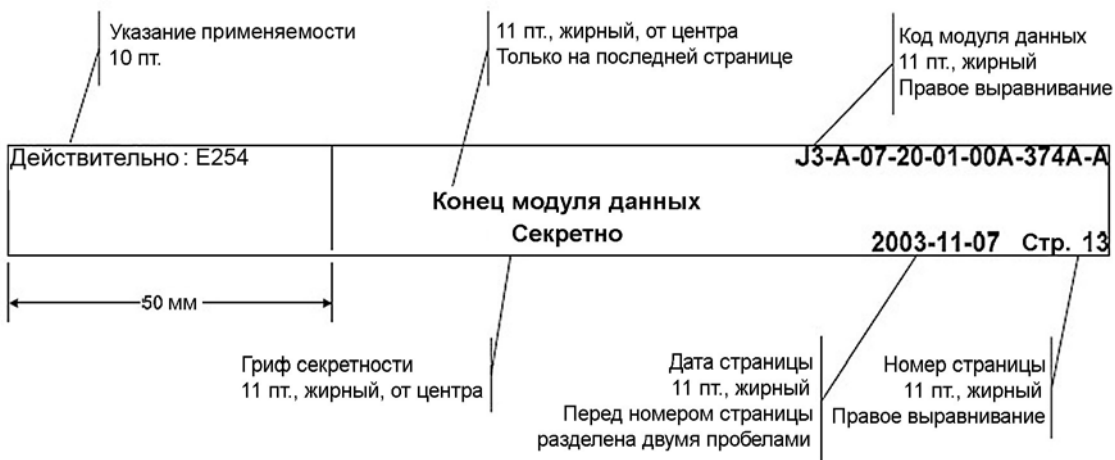 Указание применяемости
10 пт.
11 пт., жирный, от центра
Только на последней странице
Код модуля данных
11 пт., жирный
Правое выравнивание
Действительно : E254
J3-A-07-20-01-00A-374A-A
Конец модуля данных
Секретно
2003-11-07 Стр. 13
50 мм
Гриф секретности
11 пт., жирный, от центра
Дата страницы
11 пт., жирный
Перед номером страницы
разделена двумя пробелами
Номер страницы
11 пт., жирный
Правое выравнивание